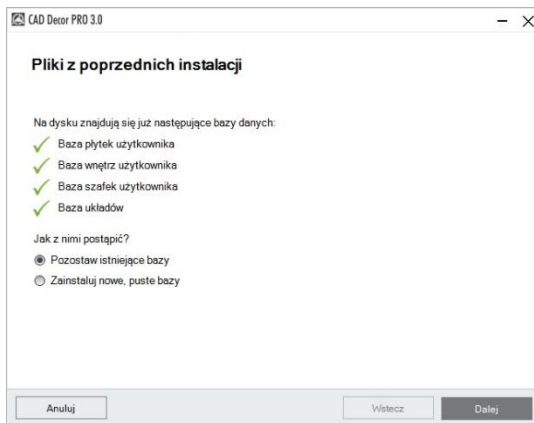 CAD Decor PRO 3.0
Pliki z poprzednich instalacji
Na dysku znajdują się już następujące bazy danych:
Baza płytek użytkownika
Baza wnętrz użytkownika
Baza szafek użytkownika
Baza układów
Jak z nimi postąpić?
Pozostaw istniejące bazy
Zainstaluj nowe, puste bazy
Anuluj
Wstecz
Dalej